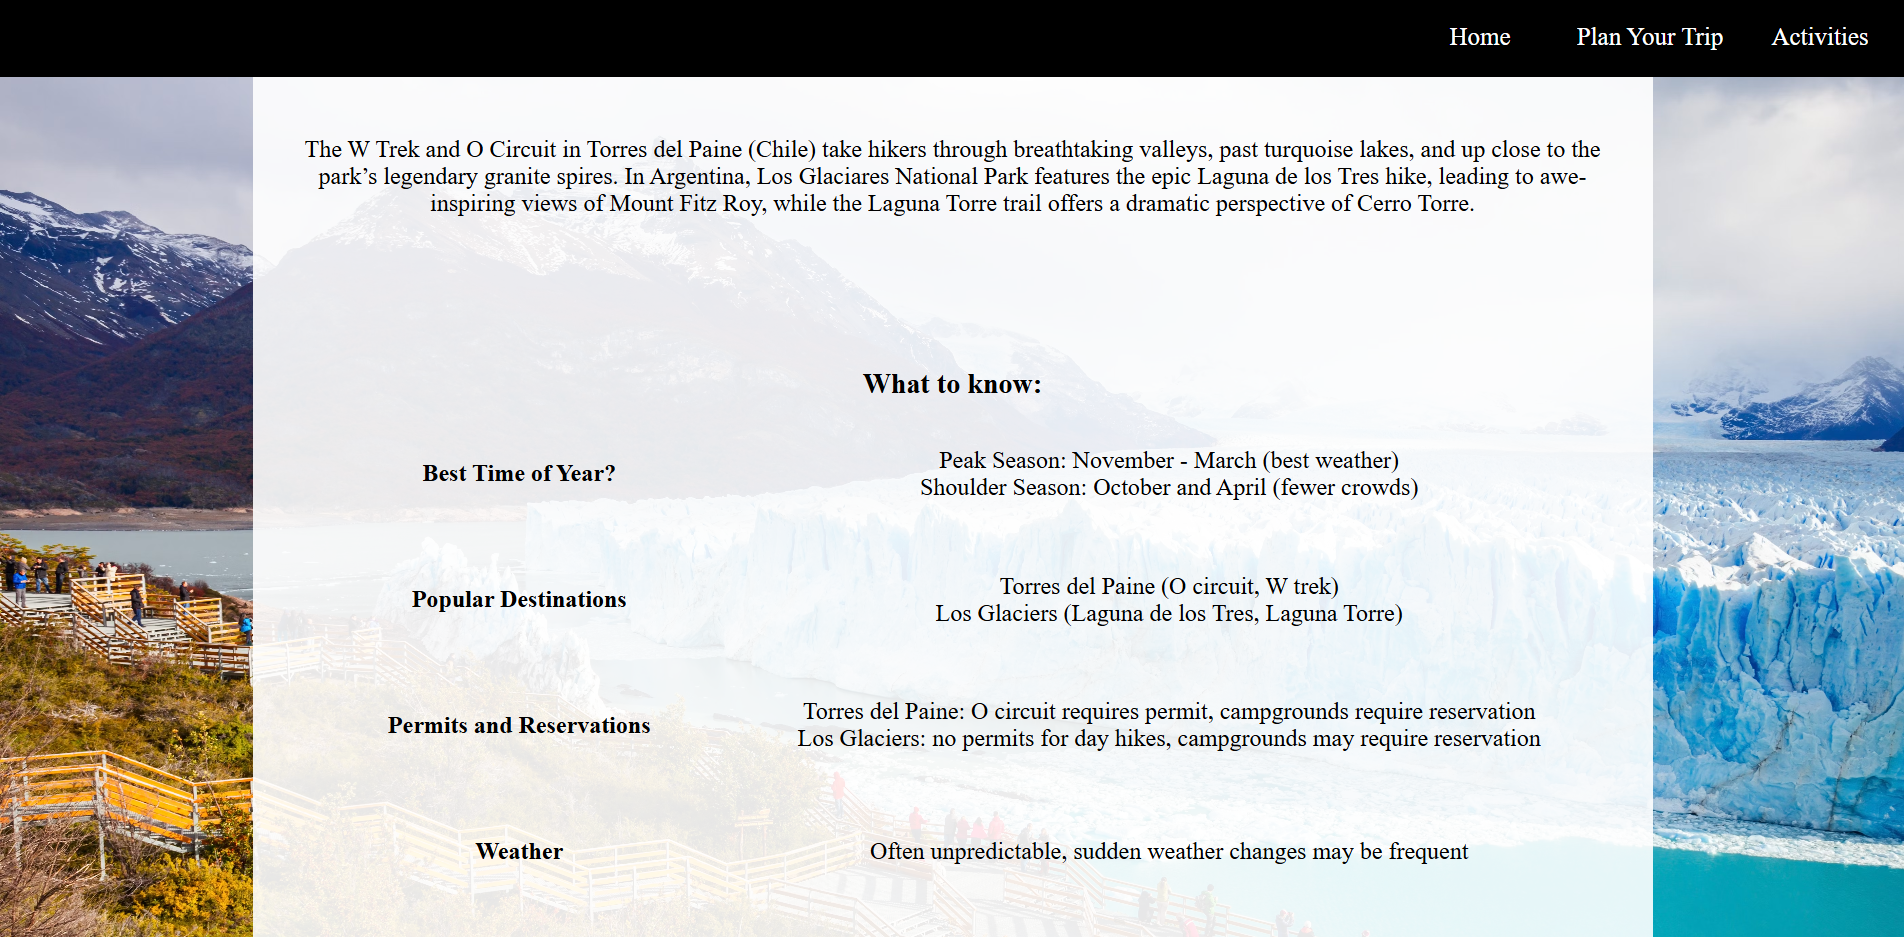 Home Plan Your Trip Activities
The W Trek and O Circuit in Torres del Paine (Chile) take hikers through breathtaking valleys, past turquoise lakes, and up close to the
park’s legendary granite spires. In Argentina, Los Glaciares National Park features the epic Laguna de los Tres hike, leading to awe-
inspiring views of Mount Fitz Roy, while the Laguna Torre trail offers a dramatic perspective of Cerro Torre.
What to know:
Best Time of Year?
Peak Season: November - March (best weather)
Shoulder Season: October and April (fewer crowds)
Popular Destinations
Torres del Paine (O circuit, W trek)
Los Glaciers (Laguna de los Tres, Laguna Torre)
Permits and Reservations
Torres del Paine: O circuit requires permit, campgrounds require reservation
Los Glaciers: no permits for day hikes, campgrounds may require reservation
Weather
Often unpredictable, sudden weather changes may be frequent